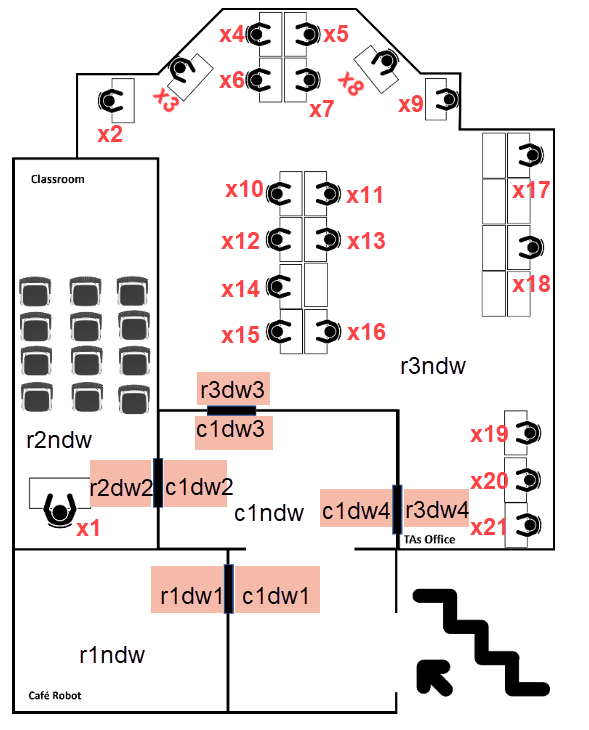 x4
x5
x3
x6
x8
x7
x9
x2
Classroom
x10
x11
x17
x12
x13
x14
x18
x15
x16
r3ndw
r3dw3
c1dw3
r2ndw
x19
x20
r2dw2
c1dw2
c1ndw
c1dw4
r3dw4
x1
x21
TAs Office
r1dw1
c1dw1
r1ndw
Café Robot